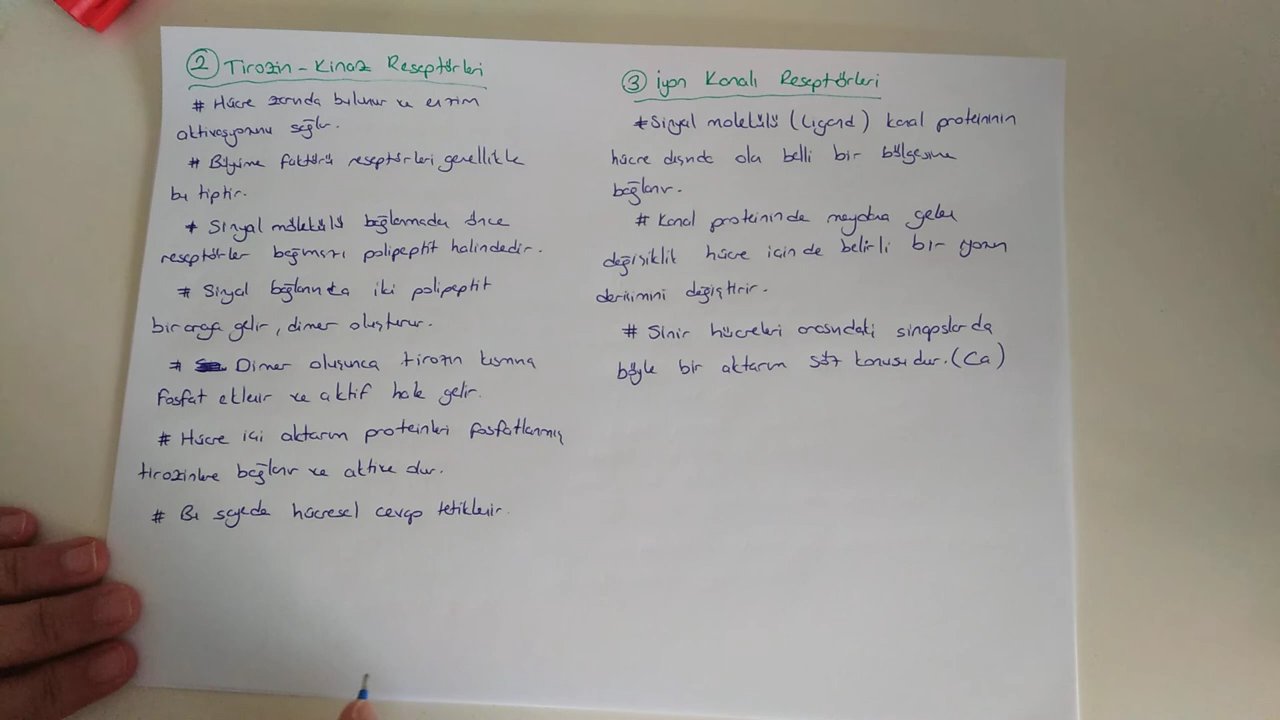 2 Tirozin-Kinaz Reseptörleri
# Hücre zarında bulunur ve enzim
aktivasyonunu sağlar.
# Büyüme faktörü reseptörleri genellikle
bu tiptir.
# Sinyal molekülü bağlanmadan önce
reseptörler bağımsız polipeptit halindedir.
# Sinyal bağlanınca iki polipeptit
bir araya gelir, dimer oluşturur.
# Dimer oluşunca tirozin kısmına
fosfat eklenir ve aktif hale gelir.
# Hücre içi aktarım proteinleri fosfatlanmış
tirozinlere bağlanır ve aktive olur.
# Bu sayede hücresel cevap tetiklenir.
3 İyon Kanalı Reseptörleri
# Sinyal molekülü (Ligand) kanal proteininin
hücre dışında olan belli bir bölgesine
bağlanır.
# Kanal proteininde meydana gelen
değişiklik hücre içinde belirli bir iyonun
derişimini değiştirir.
# Sinir hücreleri arasındaki sinapslarda
böyle bir aktarım söz konusudur. (Ca)